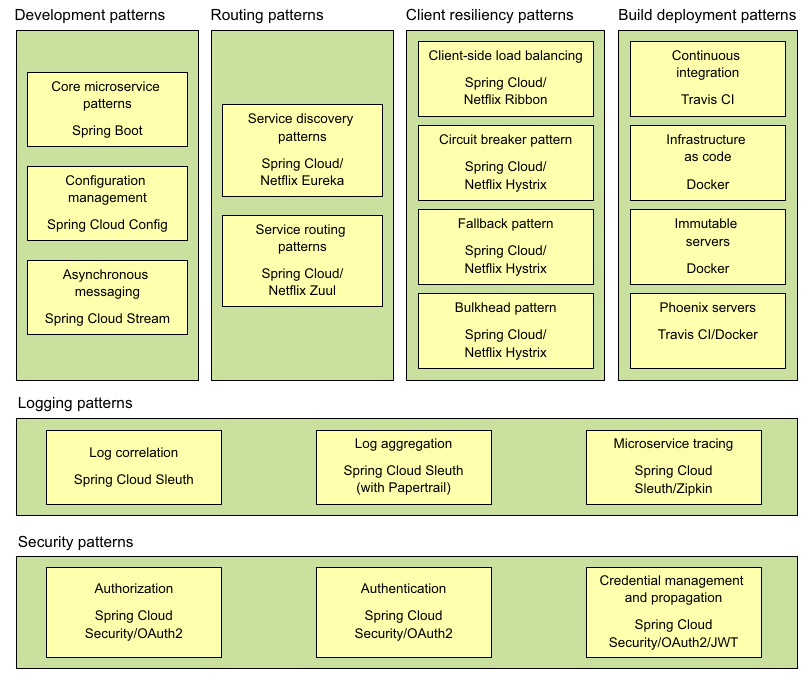 Development patterns
Core microservice
patterns
Spring Boot
Configuration
management
Spring Cloud Config
Asynchronous
messaging
Spring Cloud Stream
Routing patterns
Service discovery
patterns
Spring Cloud/
Netflix Eureka
Service routing
patterns
Spring Cloud/
Netflix Zuul
Client resiliency patterns
Client-side load balancing
Spring Cloud/
Netflix Ribbon
Circuit breaker pattern
Spring Cloud/
Netflix Hystrix
Fallback pattern
Spring Cloud/
Netflix Hystrix
Bulkhead pattern
Spring Cloud/
Netflix Hystrix
Build deployment patterns
Continuous
integration
Travis CI
Infrastructure
as code
Docker
Immutable
servers
Docker
Phoenix servers
Travis CI/Docker
Logging patterns
Log correlation
Spring Cloud Sleuth
Log aggregation
Spring Cloud Sleuth
(with Papertrail)
Microservice tracing
Spring Cloud
Sleuth/Zipkin
Security patterns
Authorization
Spring Cloud
Security/OAuth2
Authentication
Spring Cloud
Security/OAuth2
Credential management
and propagation
Spring Cloud
Security/OAuth2/JWT